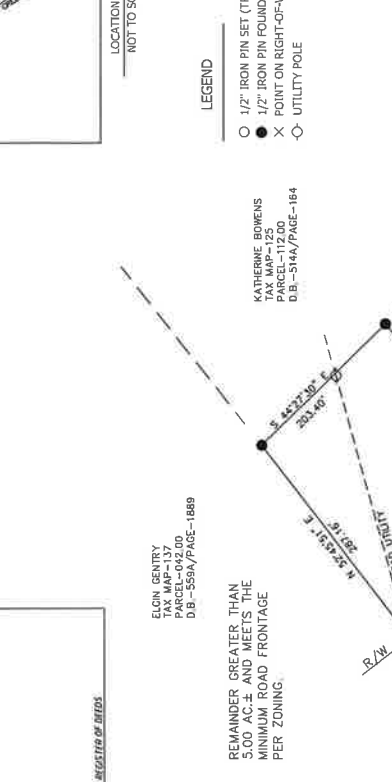 LOCATION
NOT TO
LEGEND
1/2" IRON PIN SET
1/2" IRON PIN FOUND
POINT ON RIGHT-OF-
UTILITY POLE
KATHERINE BOWENS
TAX MAP-125
PARCEL-112.00
D.B.-514A/PAGE-164
S 44°27'30" E
203.40'
ELGIN GENTRY
TAX MAP-137
PARCEL-042.00
D.B.-559A/PAGE-1889
N 52°45'51" E
287.16'
UTILITY
R/W
REMAINDER GREATER THAN
5.00 AC.± AND MEETS THE
MINIMUM ROAD FRONTAGE
PER ZONING.
REGISTER OF DEEDS